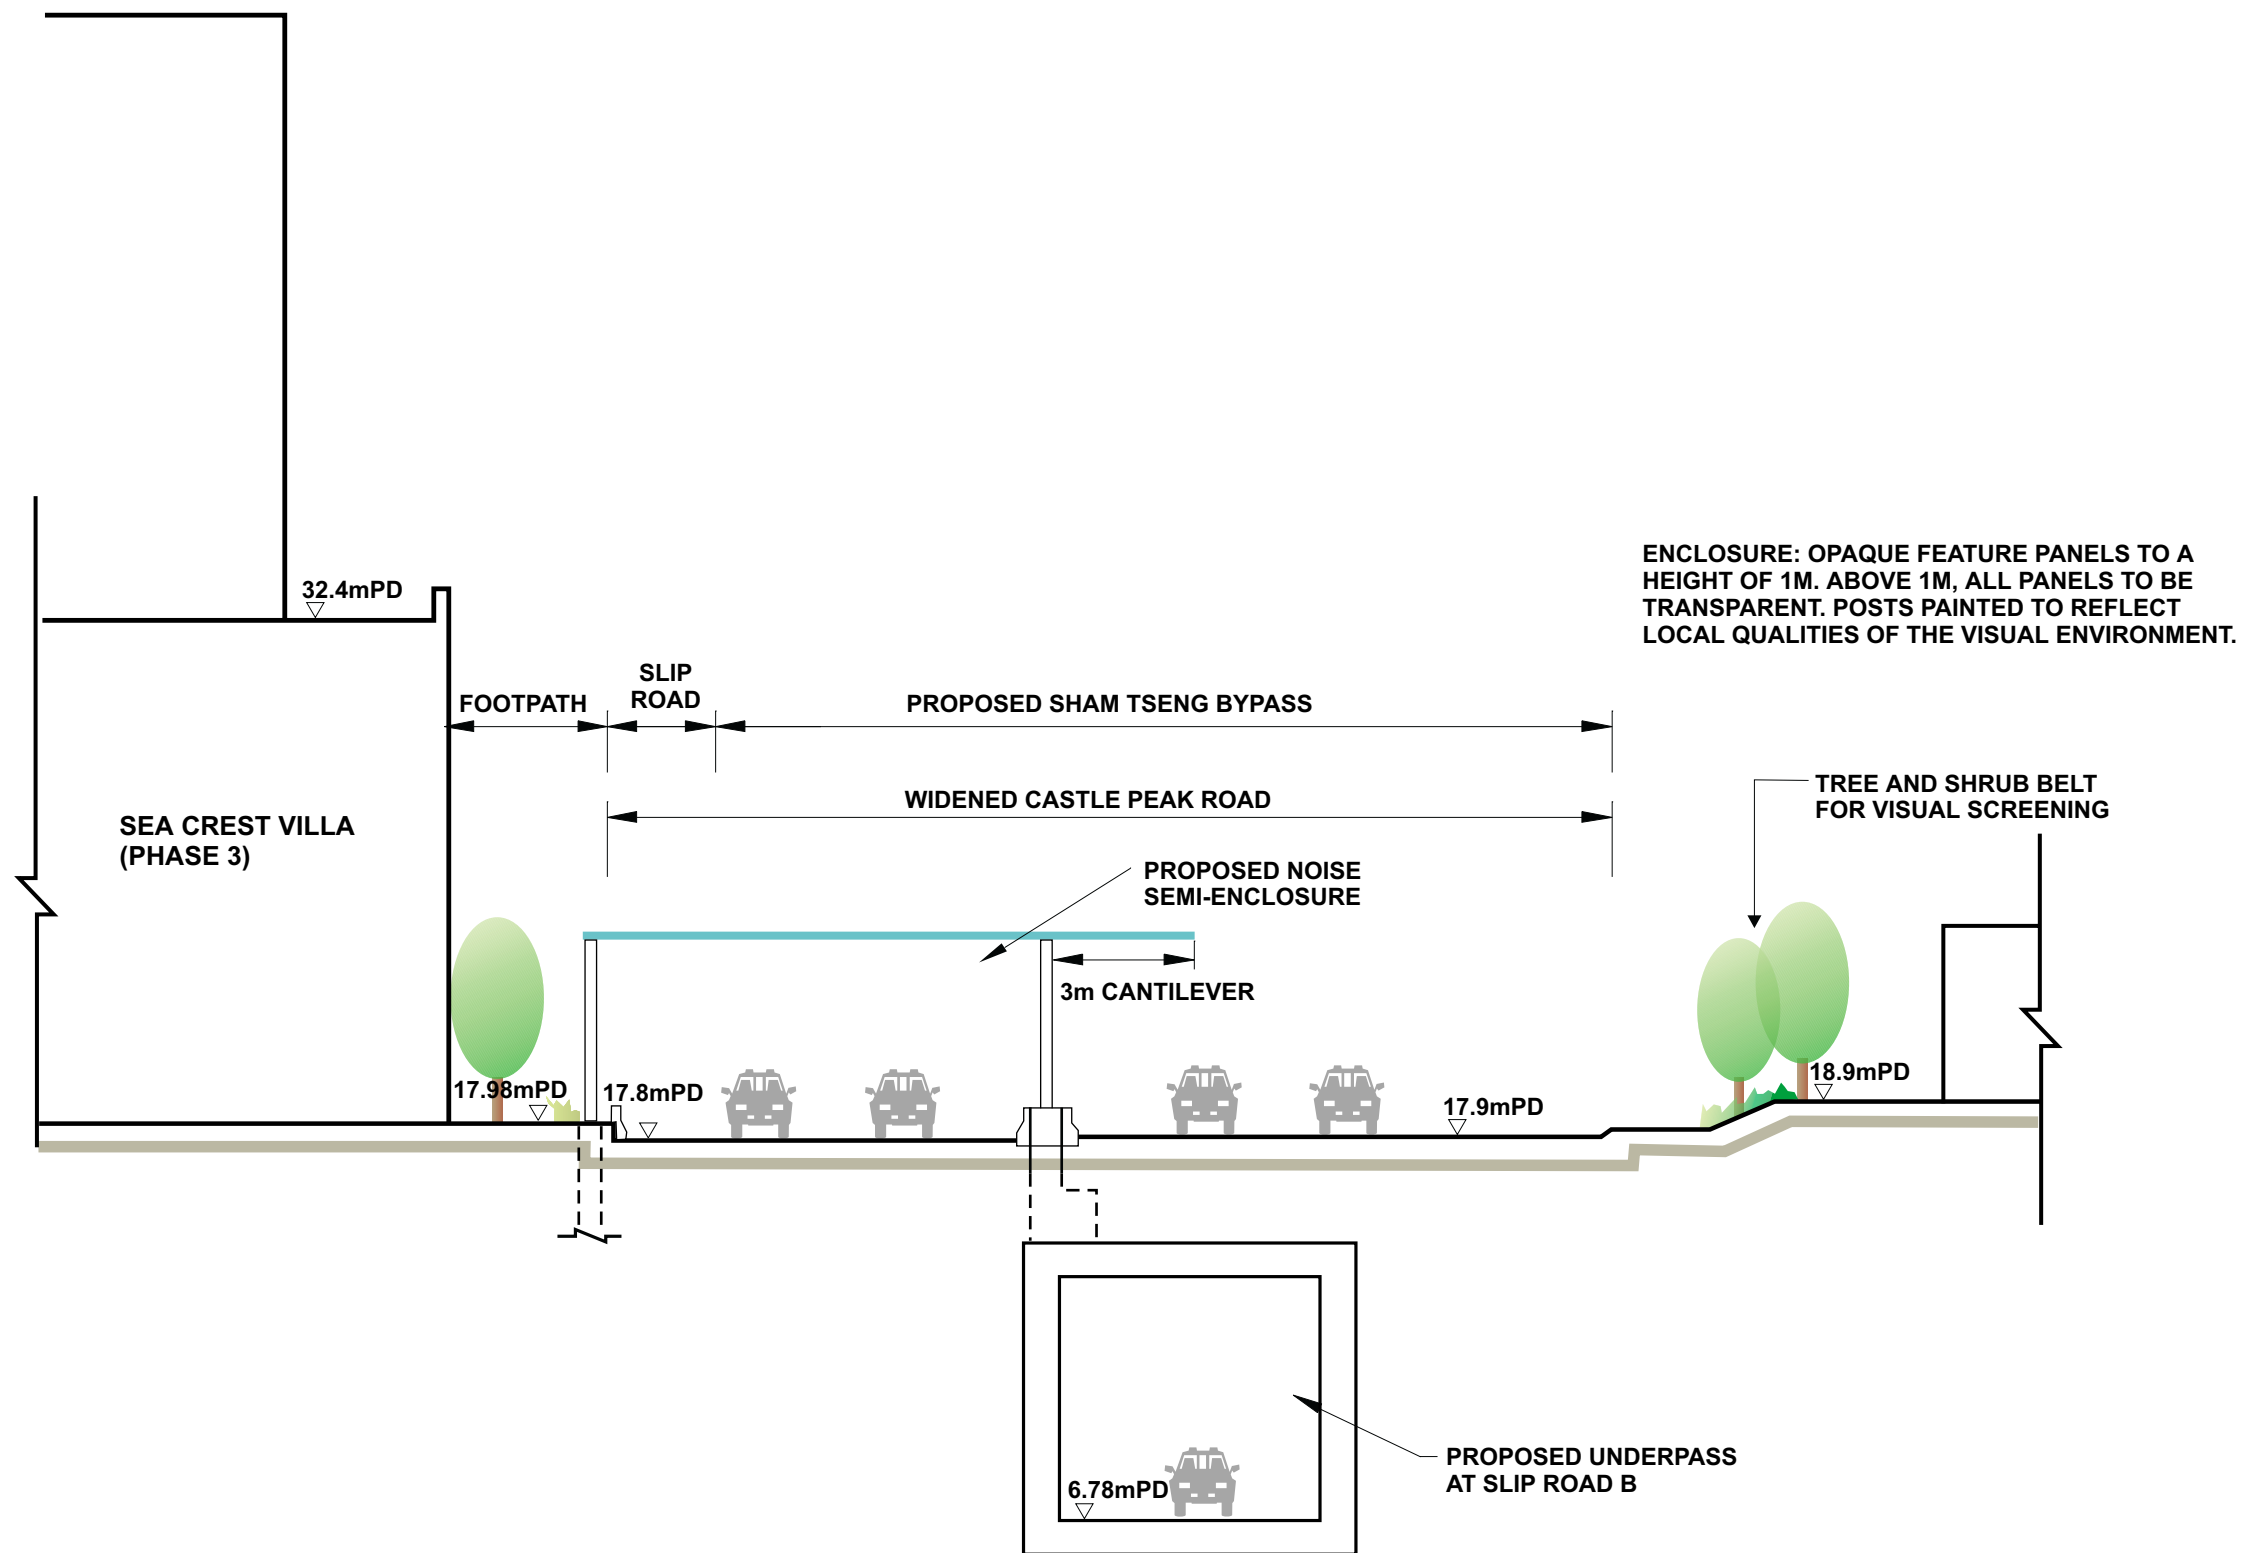 32.4mPD
ENCLOSURE: OPAQUE FEATURE PANELS TO A
HEIGHT OF 1M. ABOVE 1M, ALL PANELS TO BE
TRANSPARENT. POSTS PAINTED TO REFLECT
LOCAL QUALITIES OF THE VISUAL ENVIRONMENT.
FOOTPATH
SLIP
ROAD
PROPOSED SHAM TSENG BYPASS
WIDENED CASTLE PEAK ROAD
TREE AND SHRUB BELT
FOR VISUAL SCREENING
SEA CREST VILLA
(PHASE 3)
PROPOSED NOISE
SEMI-ENCLOSURE
3m CANTILEVER
17.98mPD
17.8mPD
17.9mPD
18.9mPD
PROPOSED UNDERPASS
AT SLIP ROAD B
6.78mPD